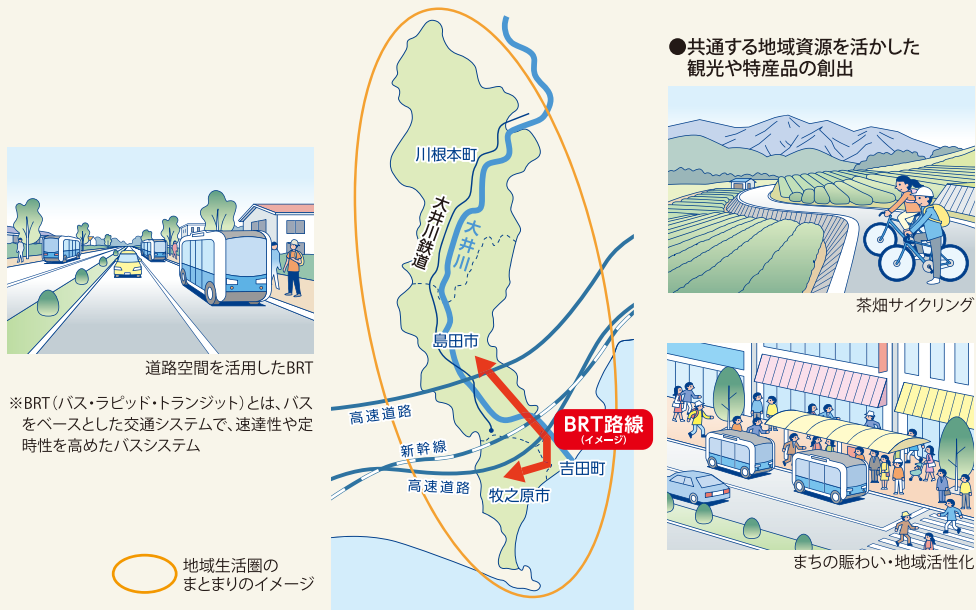 ●共通する地域資源を活かした
観光や特産品の創出
茶畑サイクリング
まちの賑わい・地域活性化
道路空間を活用したBRT
※BRT(バス・ラピッド・トランジット)とは、バス
をベースとした交通システムで、速達性や定
時性を高めたバスシステム
地域生活圏の
まとまりのイメージ
川根本町
大井川鉄道
大井川
島田市
高速道路
新幹線
高速道路
BRT路線
(イメージ)
吉田町
牧之原市